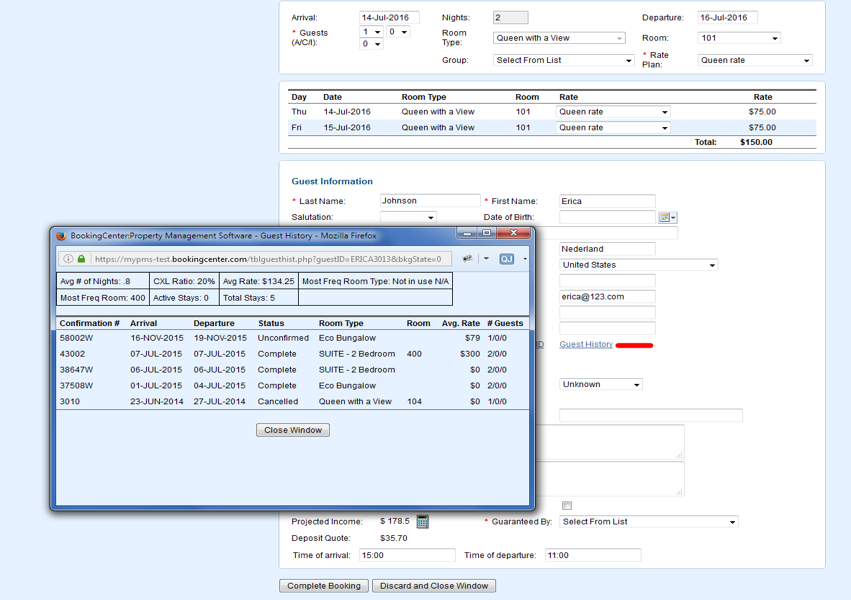 Arrival: 14-Jul-2016 Nights: 2 Departure: 16-Jul-2016
* Guests (A/C/I): 1 0 0 Room Type: Queen with a View Room: 101
Group: Select From List * Rate Plan: Queen rate
Day Date Room Type Room Rate Rate
Thu 14-Jul-2016 Queen with a View 101 Queen rate $75.00
Fri 15-Jul-2016 Queen with a View 101 Queen rate $75.00
Total: $150.00
Guest Information
* Last Name: Johnson * First Name: Erica
Salutation: Date of Birth:
BookingCenter:Property Management Software - Guest History - Mozilla Firefox
https://mypms-test.bookingcenter.com/tblguesthist.php?guestID=ERICA3013&bkgState=0
Avg # of Nights: .8 CXL Ratio: 20% Avg Rate: $134.25 Most Freq Room Type: Not in use N/A
Most Freq Room: 400 Active Stays: 0 Total Stays: 5
Confirmation # Arrival Departure Status Room Type Room Avg. Rate # Guests
58002W 16-NOV-2015 19-NOV-2015 Unconfirmed Eco Bungalow $79 1/0/0
43002 07-JUL-2015 07-JUL-2015 Complete SUITE - 2 Bedroom 400 $300 2/0/0
38647W 06-JUL-2015 06-JUL-2015 Complete SUITE - 2 Bedroom $0 2/0/0
37508W 01-JUL-2015 04-JUL-2015 Complete Eco Bungalow $0 2/0/0
3010 23-JUN-2014 27-JUL-2014 Cancelled Queen with a View 104 $0 1/0/0
Close Window
Nederland
United States
erica@123.com
ID Guest History
Unknown
Projected Income: $ 178.5 * Guaranteed By: Select From List
Deposit Quote: $35.70
Time of arrival: 15:00 Time of departure: 11:00
Complete Booking Discard and Close Window